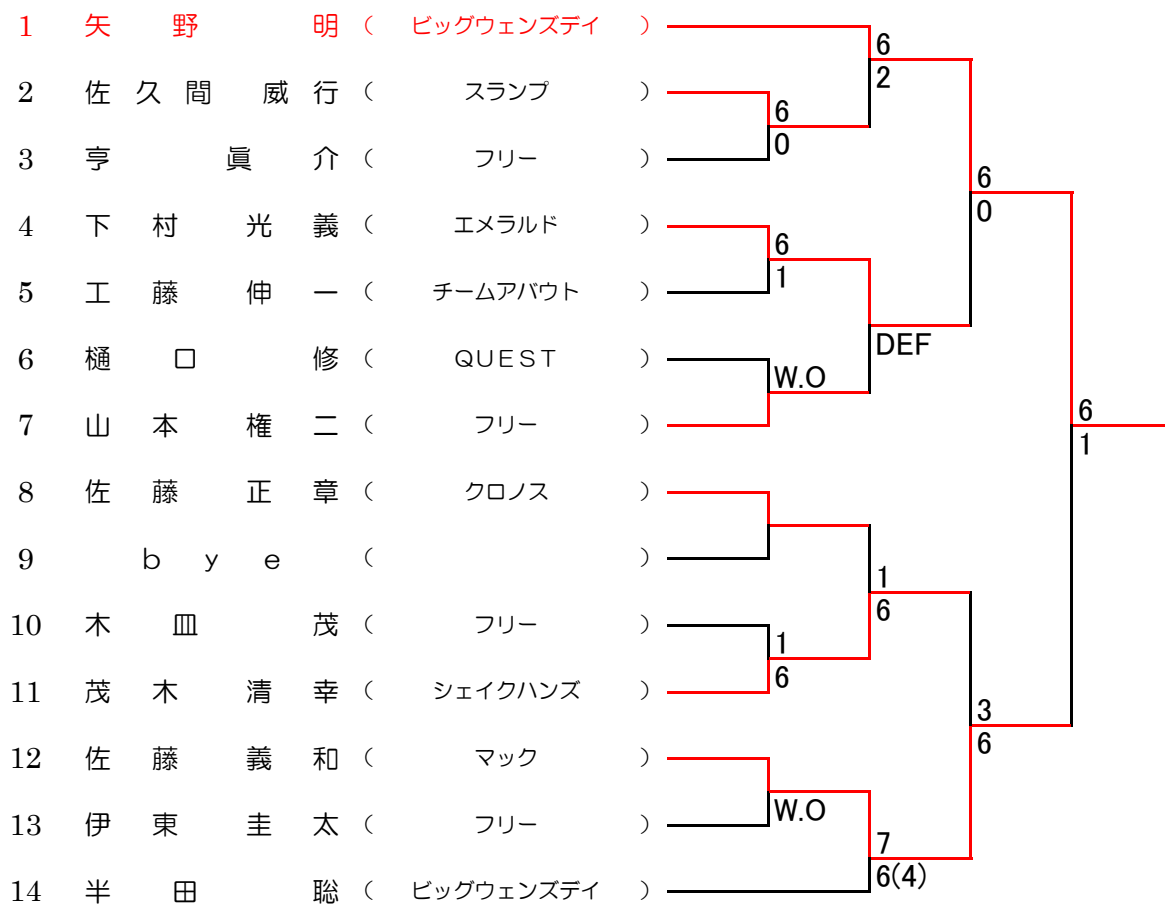 1 矢野 明 ( ビッグウェンズデイ )
6
2 佐久間 威行 ( スランプ )
2
6
0
3 亨 眞介 ( フリー )
6
0
4 下村 光義 ( エメラルド )
6
1
5 工藤 伸一 ( チームアバウト )
DEF
6 樋口 修 ( QUEST )
W.O
7 山本 権二 ( フリー )
6
1
8 佐藤 正章 ( クロノス )
9 bye ( )
1
6
10 木皿 茂 ( フリー )
1
6
11 茂木 清幸 ( シェイクハンズ )
3
6
12 佐藤 義和 ( マック )
W.O
13 伊東 圭太 ( フリー )
7
6(4)
14 半田 聡 ( ビッグウェンズデイ )